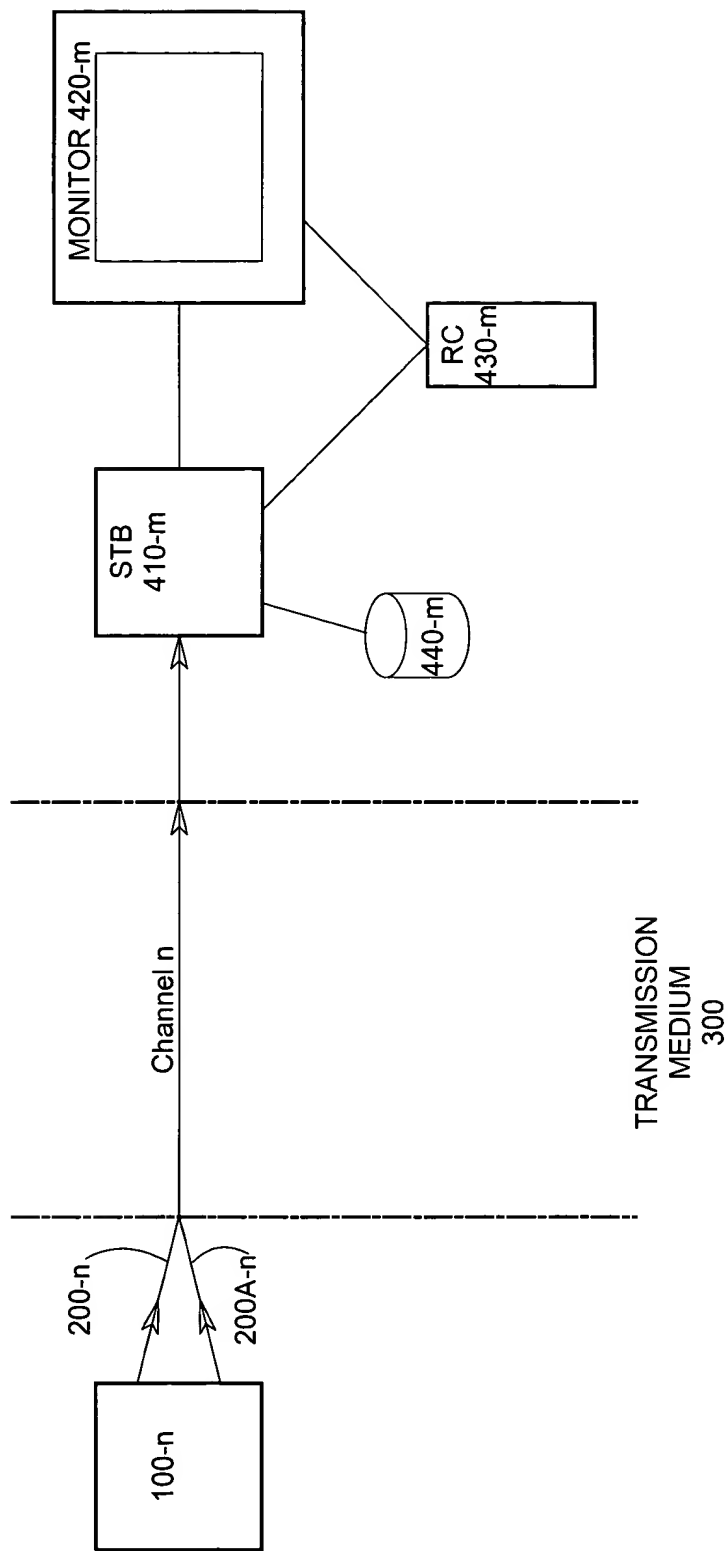 100-n
200-n
200A-n
Channel n
TRANSMISSION
MEDIUM
300
STB
410-m
440-m
MONITOR 420-m
RC
430-m